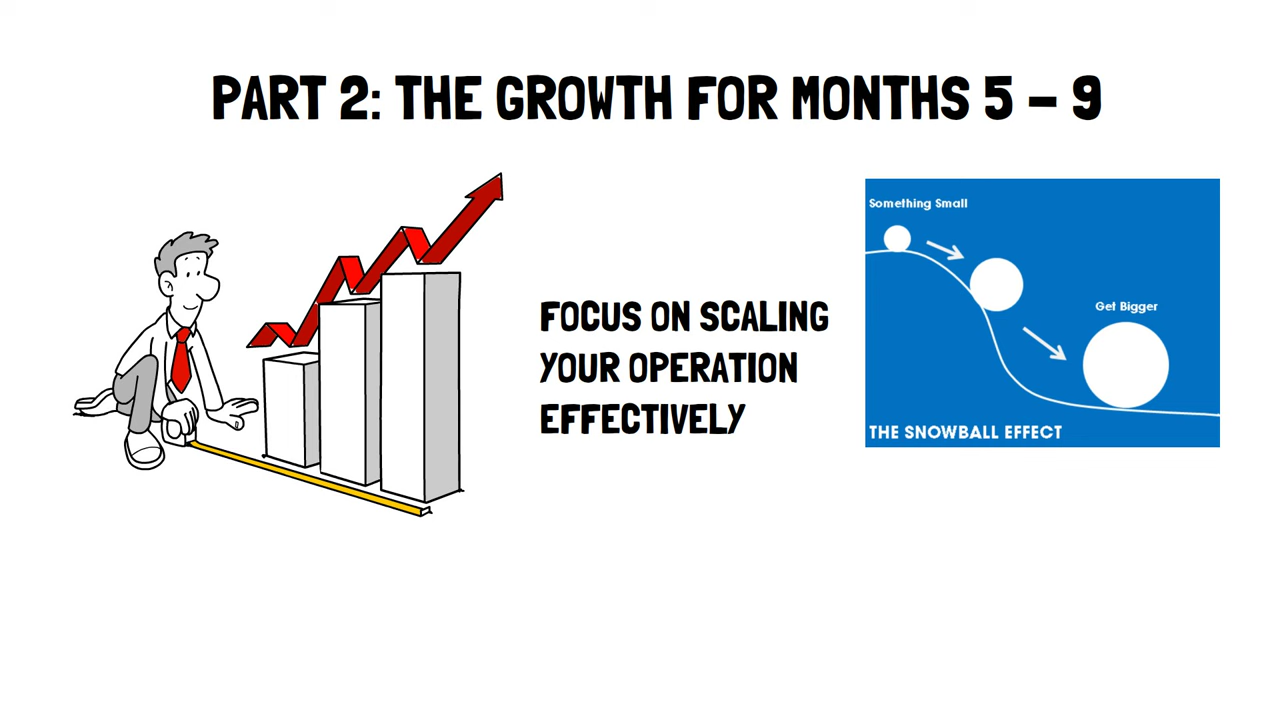 PART 2: THE GROWTH FOR MONTHS 5 – 9
FOCUS ON SCALING
YOUR OPERATION
EFFECTIVELY
Something Small
Get Bigger
THE SNOWBALL EFFECT